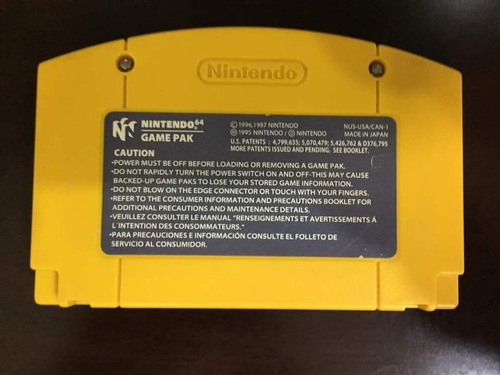 Nintendo
NINTENDO 64
GAME PAK
©1996,1997 NINTENDO
Ⓜ 1995 NINTENDO / Ⓓ NINTENDO
NUS-USA/CAN-1
MADE IN JAPAN
U.S. PATENTS : 4,799,635; 5,070,479; 5,426,762 & D376,795
MORE PATENTS ISSUED AND PENDING. SEE BOOKLET.
CAUTION
•POWER MUST BE OFF BEFORE LOADING OR REMOVING A GAME PAK.
•DO NOT RAPIDLY TURN THE POWER SWITCH ON AND OFF-THIS MAY CAUSE
BACKED-UP GAME PAKS TO LOSE YOUR STORED GAME INFORMATION.
•DO NOT BLOW ON THE EDGE CONNECTOR OR TOUCH WITH YOUR FINGERS.
•REFER TO THE CONSUMER INFORMATION AND PRECAUTIONS BOOKLET FOR
ADDITIONAL PRECAUTIONS AND MAINTENANCE DETAILS.
•VEUILLEZ CONSULTER LE MANUAL "RENSEIGNEMENTS ET AVERTISSEMENTS À
L'INTENTION DES CONSOMMATEURS."
•PARA PRECAUCIONES E INFORMACIÓN CONSULTE EL FOLLETO DE
SERVICIO AL CONSUMIDOR.